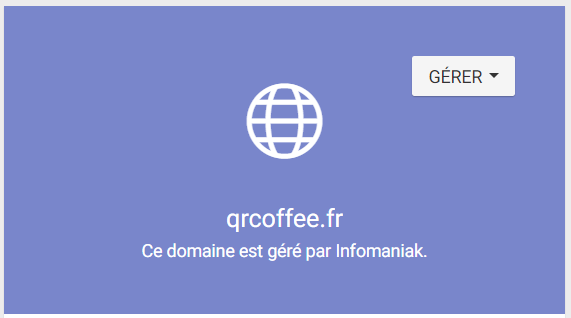 GÉRER
qrcoffee.fr
Ce domaine est géré par Infomaniak.